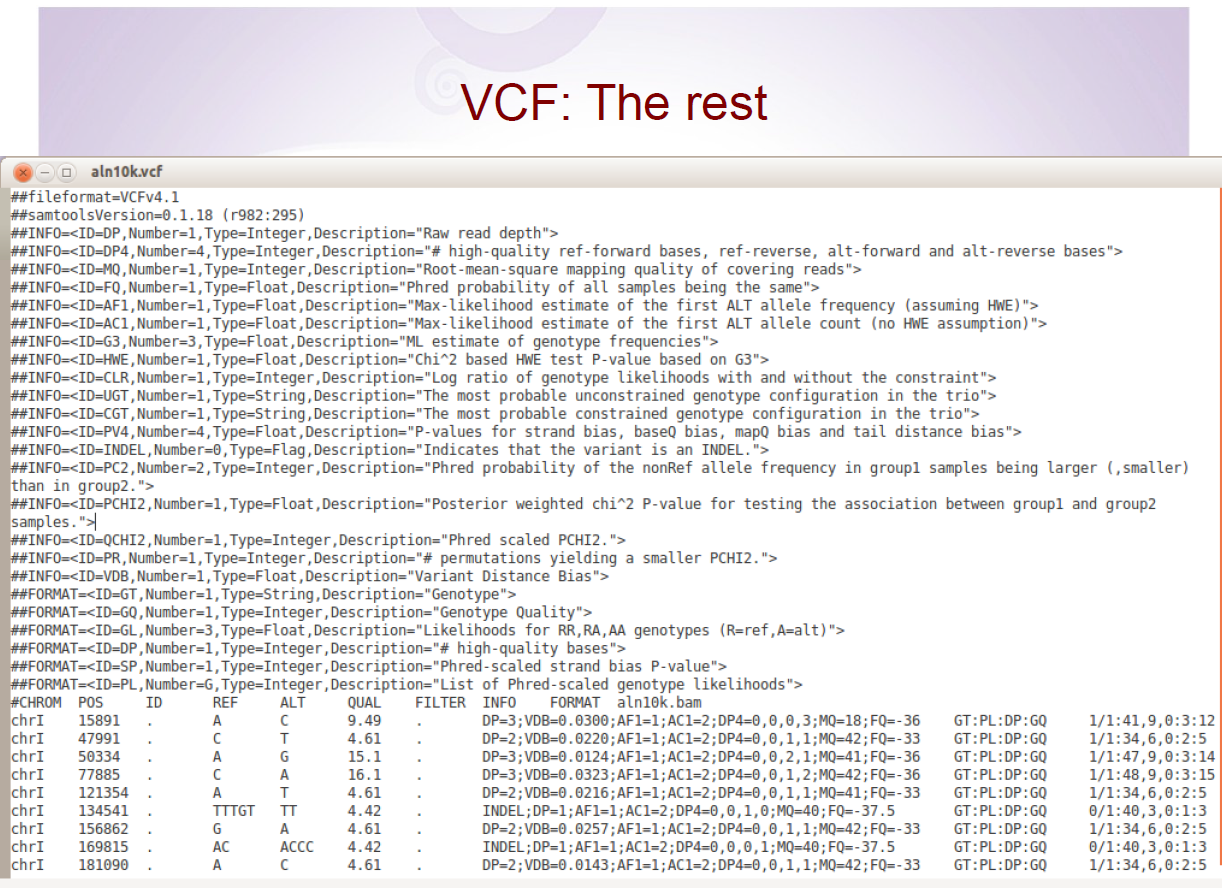 VCF: The rest
aln10k.vcf
##fileformat=VCFv4.1
##samtoolsVersion=0.1.18 (r982:295)
##INFO=<ID=DP,Number=1,Type=Integer,Description="Raw read depth">
##INFO=<ID=DP4,Number=4,Type=Integer,Description="# high-quality ref-forward bases, ref-reverse, alt-forward and alt-reverse bases">
##INFO=<ID=MQ,Number=1,Type=Integer,Description="Root-mean-square mapping quality of covering reads">
##INFO=<ID=FQ,Number=1,Type=Float,Description="Phred probability of all samples being the same">
##INFO=<ID=AF1,Number=1,Type=Float,Description="Max-likelihood estimate of the first ALT allele frequency (assuming HWE)">
##INFO=<ID=AC1,Number=1,Type=Float,Description="Max-likelihood estimate of the first ALT allele count (no HWE assumption)">
##INFO=<ID=G3,Number=3,Type=Float,Description="ML estimate of genotype frequencies">
##INFO=<ID=HWE,Number=1,Type=Float,Description="Chi^2 based HWE test P-value based on G3">
##INFO=<ID=CLR,Number=1,Type=Integer,Description="Log ratio of genotype likelihoods with and without the constraint">
##INFO=<ID=UGT,Number=1,Type=String,Description="The most probable unconstrained genotype configuration in the trio">
##INFO=<ID=CGT,Number=1,Type=String,Description="The most probable constrained genotype configuration in the trio">
##INFO=<ID=PV4,Number=4,Type=Float,Description="P-values for strand bias, baseQ bias, mapQ bias and tail distance bias">
##INFO=<ID=INDEL,Number=0,Type=Flag,Description="Indicates that the variant is an INDEL.">
##INFO=<ID=PC2,Number=2,Type=Integer,Description="Phred probability of the nonRef allele frequency in group1 samples being larger (,smaller)
than in group2.">
##INFO=<ID=PCHI2,Number=1,Type=Float,Description="Posterior weighted chi^2 P-value for testing the association between group1 and group2
samples.">
##INFO=<ID=QCHI2,Number=1,Type=Integer,Description="Phred scaled PCHI2.">
##INFO=<ID=PR,Number=1,Type=Integer,Description="# permutations yielding a smaller PCHI2.">
##INFO=<ID=VDB,Number=1,Type=Float,Description="Variant Distance Bias">
##FORMAT=<ID=GT,Number=1,Type=String,Description="Genotype">
##FORMAT=<ID=GQ,Number=1,Type=Integer,Description="Genotype Quality">
##FORMAT=<ID=GL,Number=3,Type=Float,Description="Likelihoods for RR,RA,AA genotypes (R=ref,A=alt)">
##FORMAT=<ID=DP,Number=1,Type=Integer,Description="# high-quality bases">
##FORMAT=<ID=SP,Number=1,Type=Integer,Description="Phred-scaled strand bias P-value">
##FORMAT=<ID=PL,Number=G,Type=Integer,Description="List of Phred-scaled genotype likelihoods">
#CHROM POS ID REF ALT QUAL FILTER INFO FORMAT aln10k.bam
chrI 15891 . A C 9.49 . DP=3;VDB=0.0300;AF1=1;AC1=2;DP4=0,0,0,3;MQ=18;FQ=-36 GT:PL:DP:GQ 1/1:41,9,0:3:12
chrI 47991 . C T 4.61 . DP=2;VDB=0.0220;AF1=1;AC1=2;DP4=0,0,1,1;MQ=42;FQ=-33 GT:PL:DP:GQ 1/1:34,6,0:2:5
chrI 50334 . A G 15.1 . DP=3;VDB=0.0124;AF1=1;AC1=2;DP4=0,0,2,1;MQ=41;FQ=-36 GT:PL:DP:GQ 1/1:47,9,0:3:14
chrI 77885 . C A 16.1 . DP=3;VDB=0.0323;AF1=1;AC1=2;DP4=0,0,1,2;MQ=42;FQ=-36 GT:PL:DP:GQ 1/1:48,9,0:3:15
chrI 121354 . A T 4.61 . DP=2;VDB=0.0216;AF1=1;AC1=2;DP4=0,0,1,1;MQ=41;FQ=-33 GT:PL:DP:GQ 1/1:34,6,0:2:5
chrI 134541 . TTTGT TT 4.42 . INDEL;DP=1;AF1=1;AC1=2;DP4=0,0,1,0;MQ=40;FQ=-37.5 GT:PL:DP:GQ 0/1:40,3,0:1:3
chrI 156862 . G A 4.61 . DP=2;VDB=0.0257;AF1=1;AC1=2;DP4=0,0,1,1;MQ=42;FQ=-33 GT:PL:DP:GQ 1/1:34,6,0:2:5
chrI 169815 . AC ACCC 4.42 . INDEL;DP=1;AF1=1;AC1=2;DP4=0,0,0,1;MQ=40;FQ=-37.5 GT:PL:DP:GQ 0/1:40,3,0:1:3
chrI 181090 . A C 4.61 . DP=2;VDB=0.0143;AF1=1;AC1=2;DP4=0,0,1,1;MQ=42;FQ=-33 GT:PL:DP:GQ 1/1:34,6,0:2:5